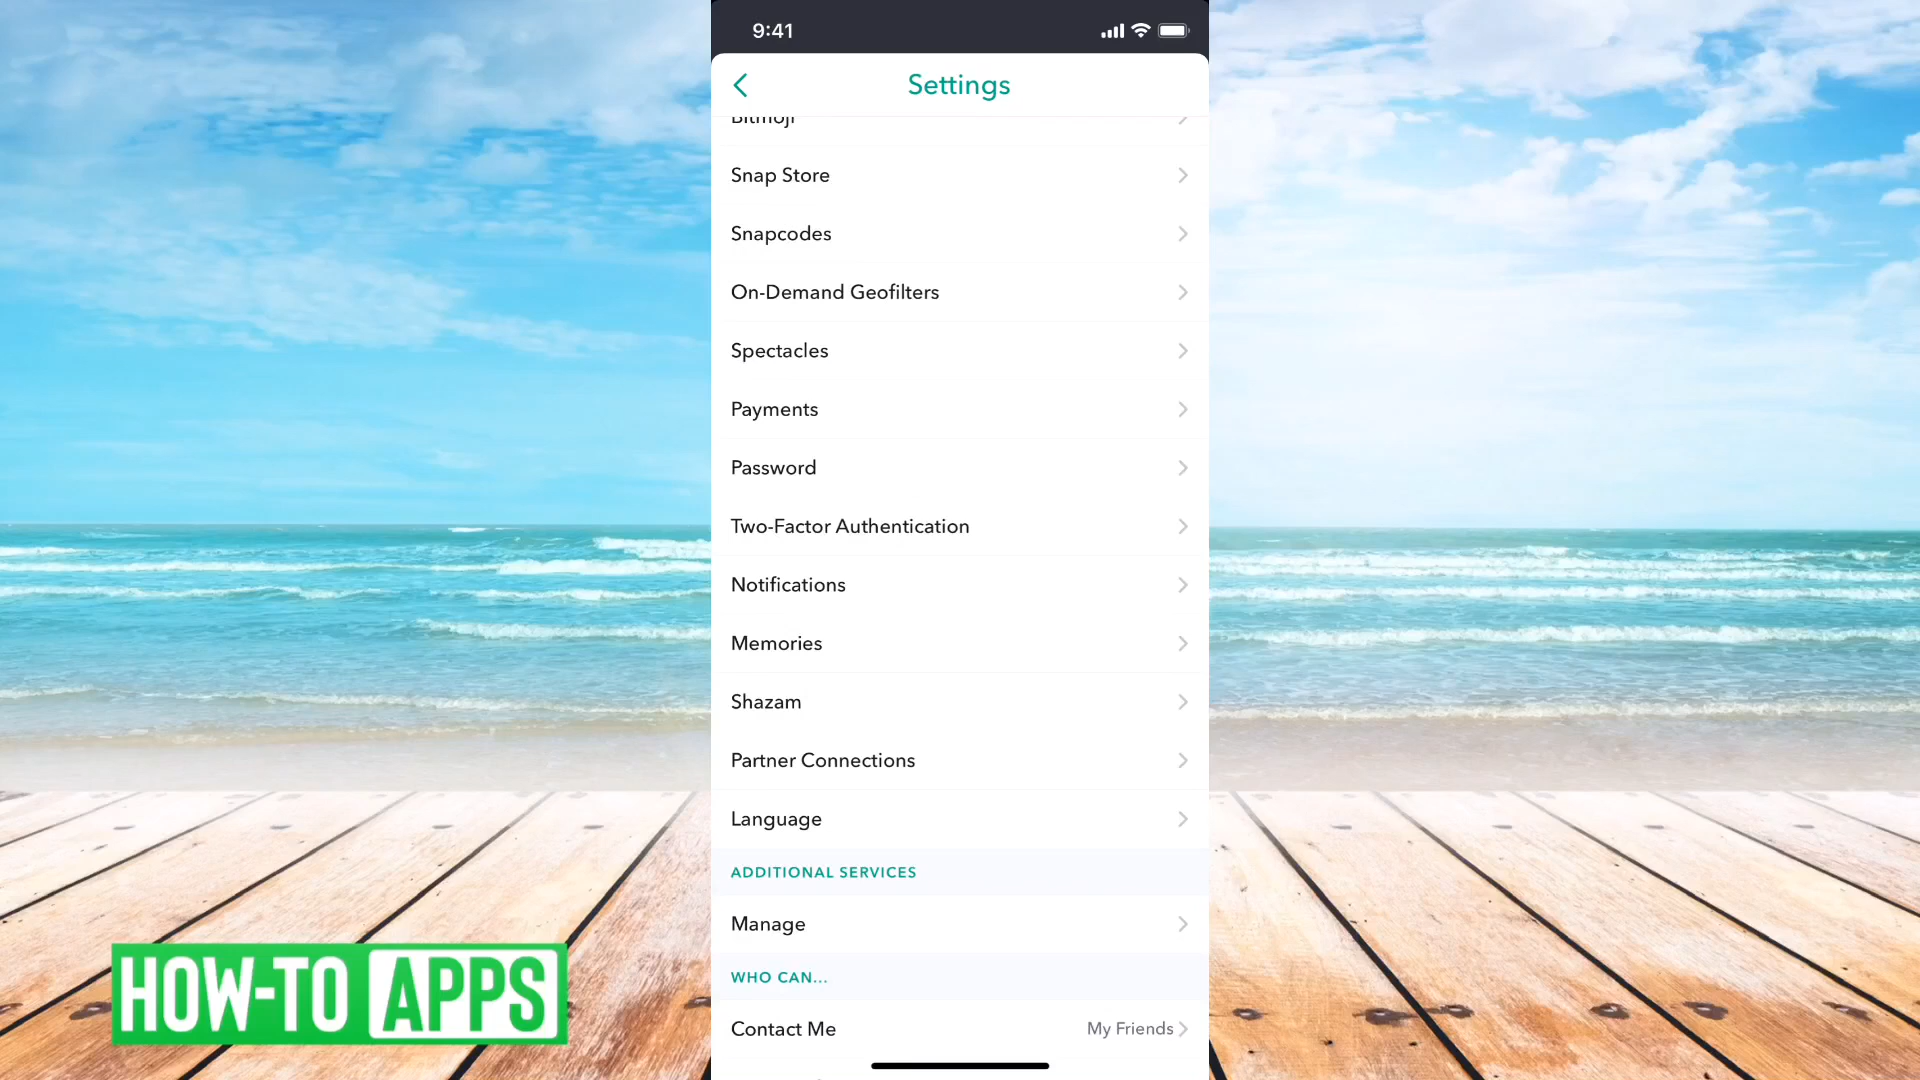 9:41
Settings
Bitmoji
Snap Store
Snapcodes
On-Demand Geofilters
Spectacles
Payments
Password
Two-Factor Authentication
Notifications
Memories
Shazam
Partner Connections
Language
ADDITIONAL SERVICES
Manage
WHO CAN...
Contact Me My Friends
HOW-TO APPS